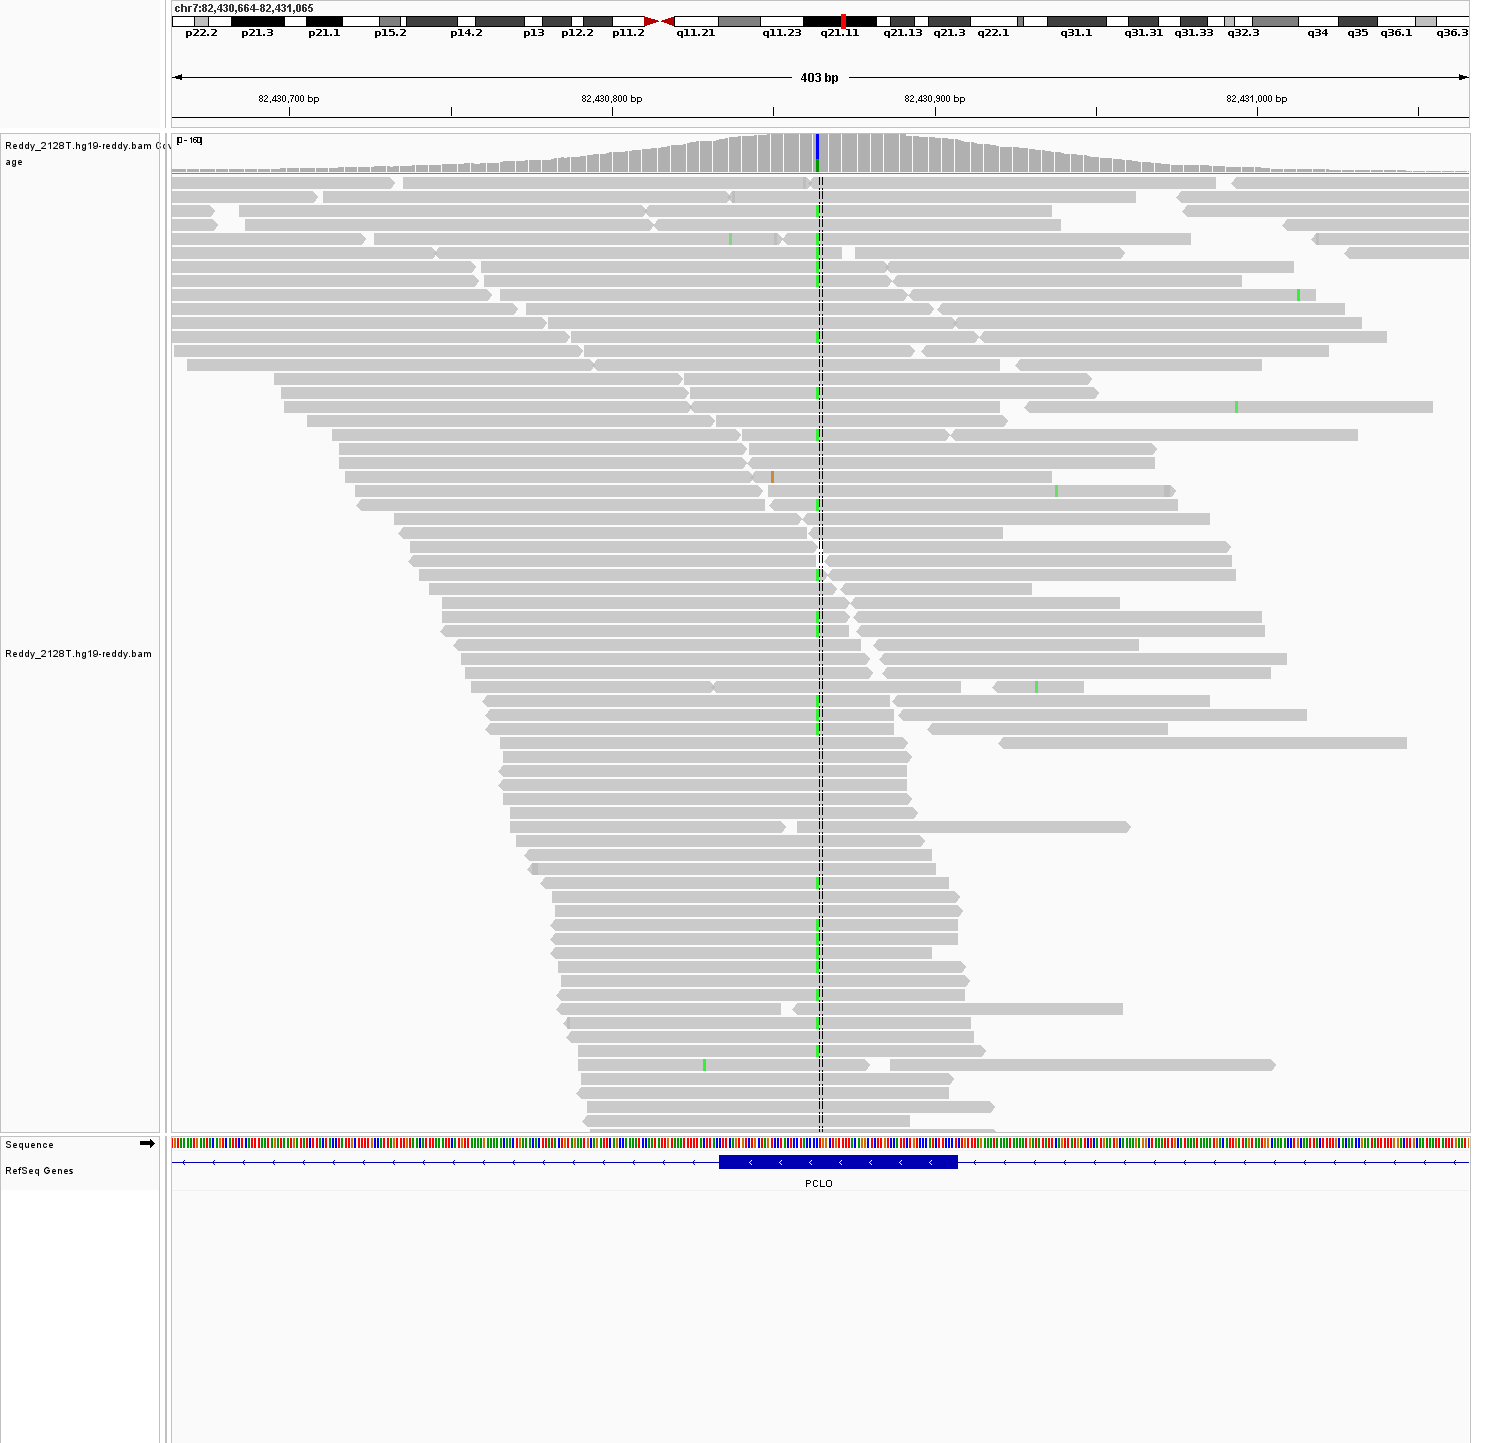 chr7:82,430,664-82,431,065
p22.2 p21.3 p21.1 p15.2 p14.2 p13 p12.2 p11.2 q11.21 q11.23 q21.11 q21.13 q21.3 q22.1 q31.1 q31.31 q31.33 q32.3 q34 q35 q36.1 q36.3
403 bp
82,430,700 bp 82,430,800 bp 82,430,900 bp 82,431,000 bp
[0 - 160]
Reddy_2128T.hg19-reddy.bam Cov
age
Reddy_2128T.hg19-reddy.bam
Sequence
RefSeq Genes
PCLO